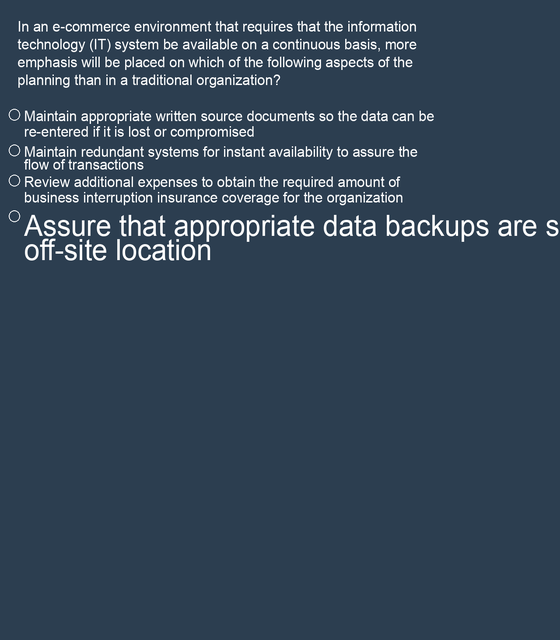 In an e-commerce environment that requires that the information
technology (IT) system be available on a continuous basis, more
emphasis will be placed on which of the following aspects of the
planning than in a traditional organization?
Maintain appropriate written source documents so the data can be
re-entered if it is lost or compromised
Maintain redundant systems for instant availability to assure the
flow of transactions
Review additional expenses to obtain the required amount of
business interruption insurance coverage for the organization
Assure that appropriate data backups are
off-site location